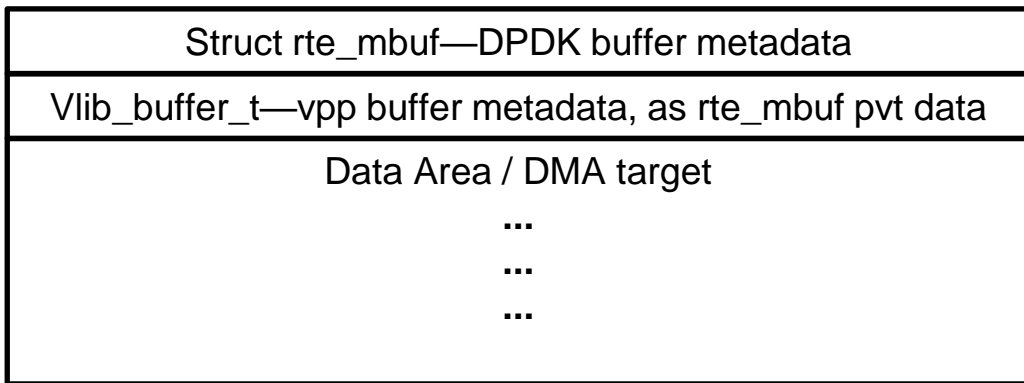 Struct rte_mbuf—DPDK buffer metadata
Vlib_buffer_t—vpp buffer metadata, as rte_mbuf pvt data
Data Area / DMA target
...
...
...